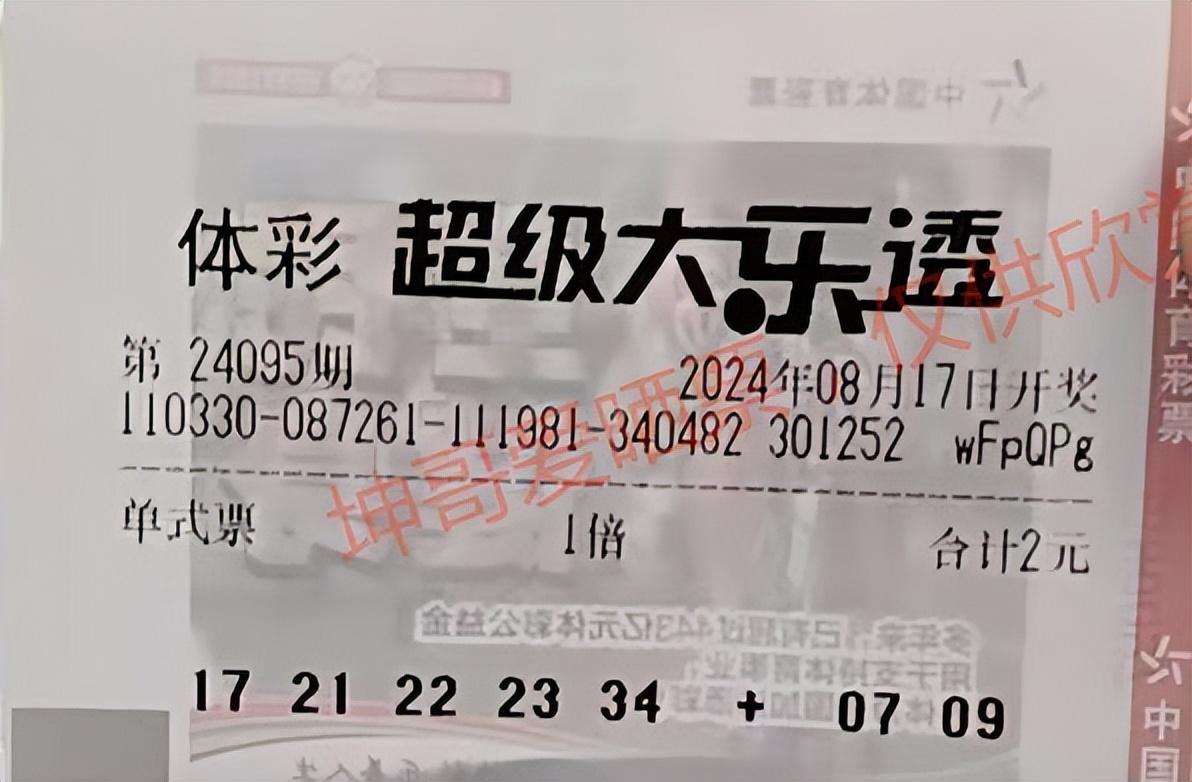 中国体育彩票
体彩 超级大乐透
第 24095期 2024年08月17日开奖
110330-087261-111981-340482 301252 wFpQPg
单式票 1倍 合计2元
多年来,已有超过443亿元体彩公益金
用于支持体育事业,
17 21 22 23 34 + 07 09
坤哥爱晒票 仅供欣赏
中国体育彩票
中国